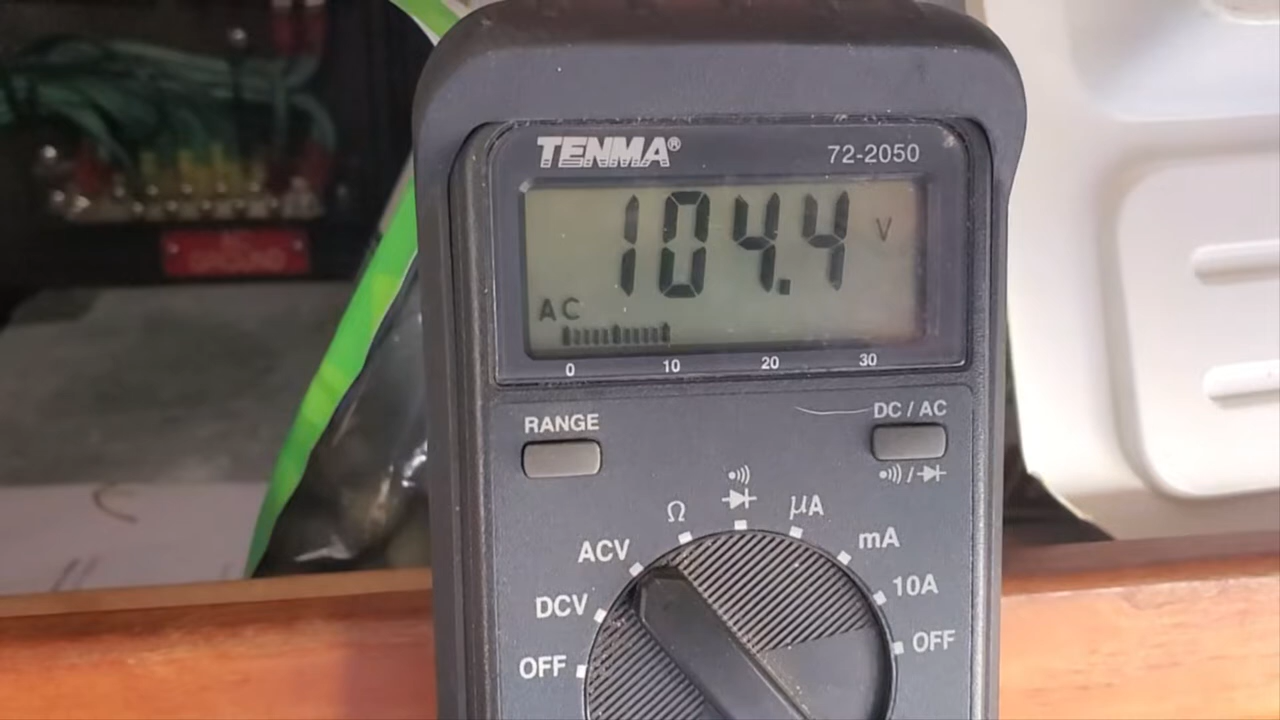 TENMA®
72-2050
104.4 V
AC
0 10 20 30
RANGE
DC / AC
Ω
µA
ACV
mA
DCV
10A
OFF
OFF
GROUND